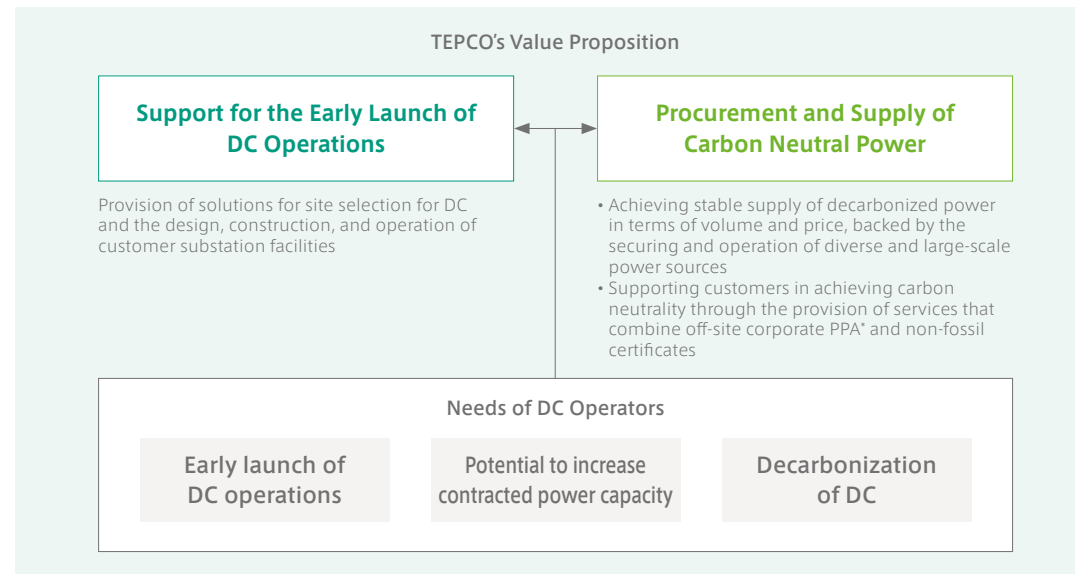 TEPCO's Value Proposition
Support for the Early Launch of
DC Operations
Provision of solutions for site selection for DC
and the design, construction, and operation of
customer substation facilities
Procurement and Supply of
Carbon Neutral Power
• Achieving stable supply of decarbonized power
in terms of volume and price, backed by the
securing and operation of diverse and large-scale
power sources
• Supporting customers in achieving carbon
neutrality through the provision of services that
combine off-site corporate PPA* and non-fossil
certificates
Needs of DC Operators
Early launch of
DC operations
Potential to increase
contracted power capacity
Decarbonization
of DC